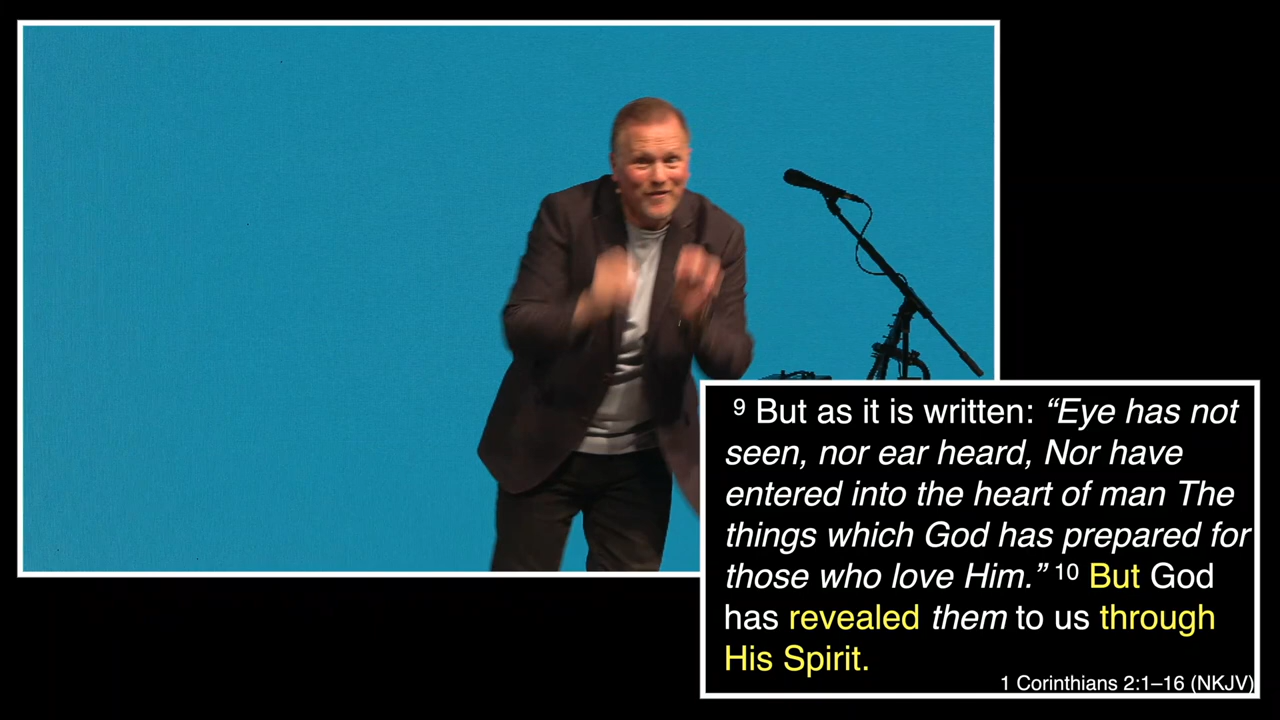 9 But as it is written: “Eye has not
seen, nor ear heard, Nor have
entered into the heart of man The
things which God has prepared for
those who love Him.” 10 But God
has revealed them to us through
His Spirit.
1 Corinthians 2:1–16 (NKJV)